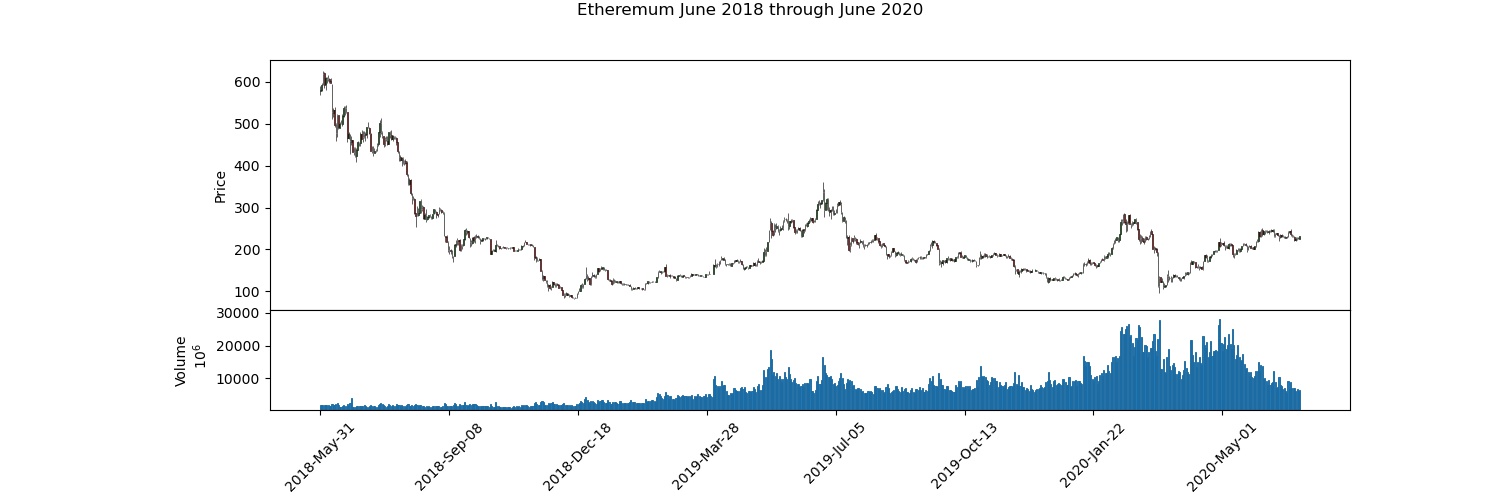 Etheremum June 2018 through June 2020
600
500
400
300
200
100
Price
30000
20000
10000
Volume
10^6
2018-May-31
2018-Sep-08
2018-Dec-18
2019-Mar-28
2019-Jul-05
2019-Oct-13
2020-Jan-22
2020-May-01